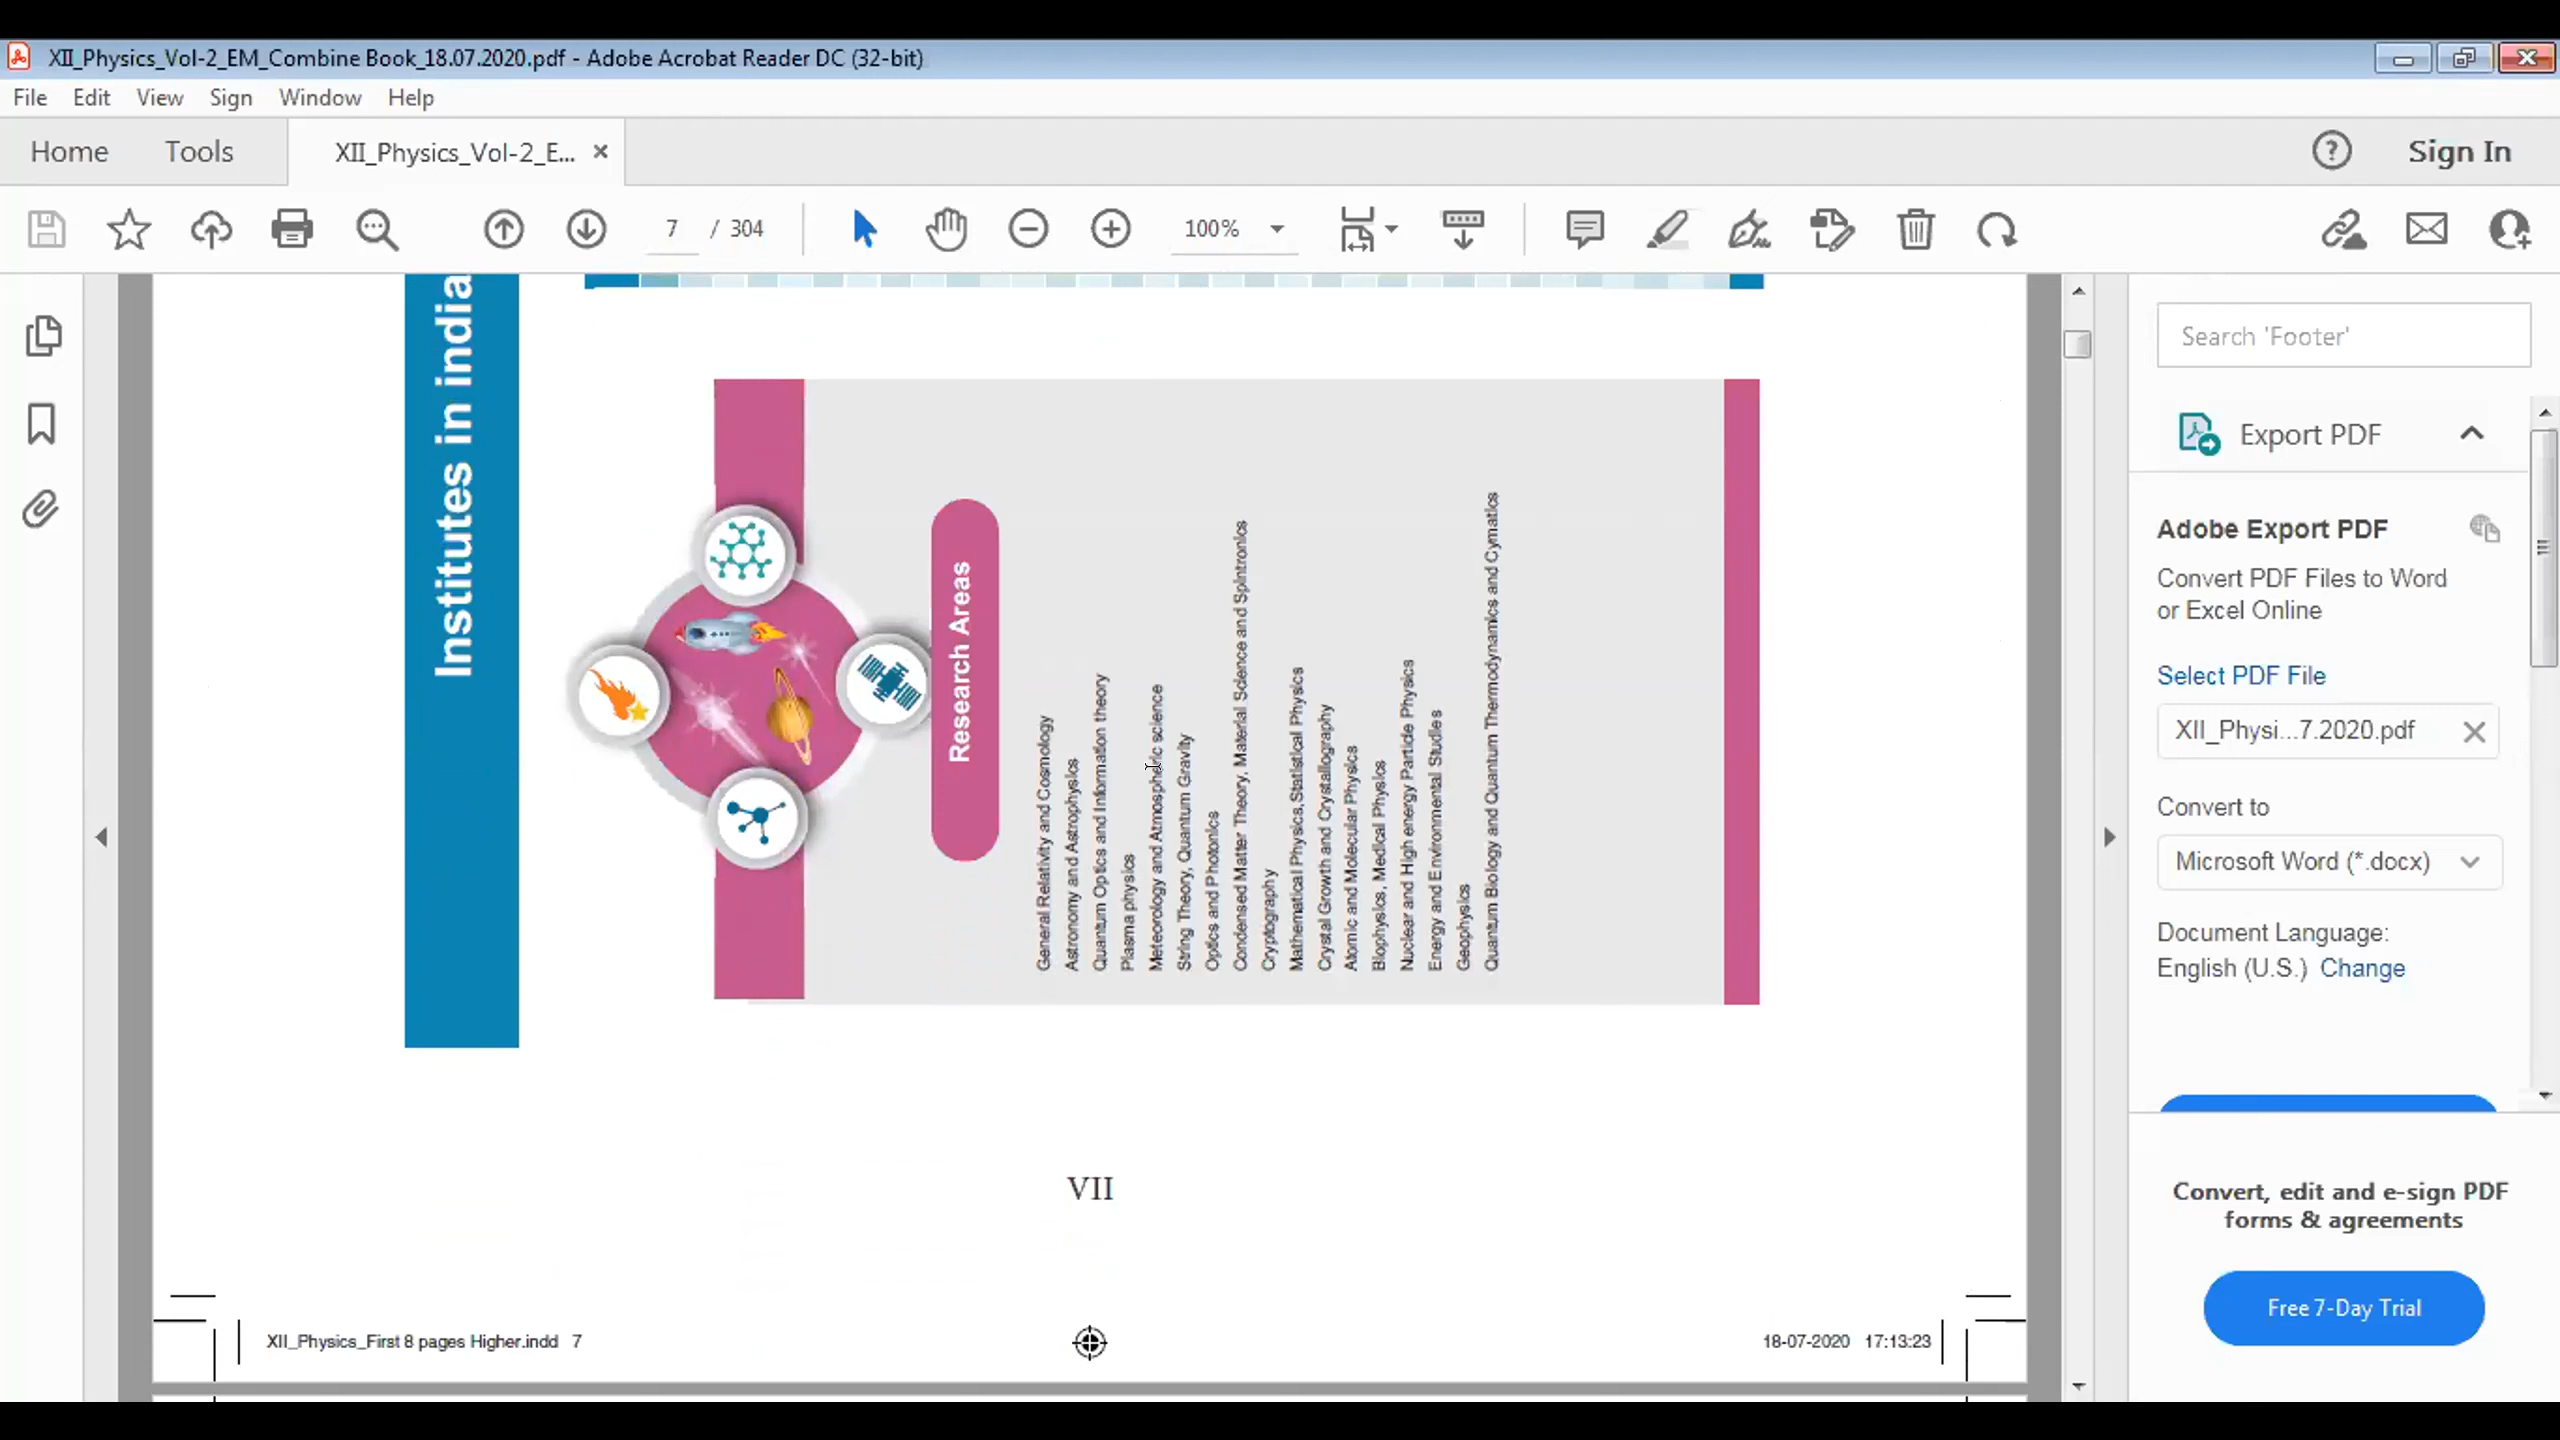 XII_Physics_Vol-2_EM_Combine Book_18.07.2020.pdf - Adobe Acrobat Reader DC (32-bit)
File Edit View Sign Window Help
Home Tools XII_Physics_Vol-2_E... Sign In
7 / 304 100%
Institutes in india
Research Areas
General Relativity and Cosmology
Astronomy and Astrophysics
Quantum Optics and Information theory
Plasma physics
Meteorology and Atmospheric science
String Theory, Quantum Gravity
Optics and Photonics
Condensed Matter Theory, Material Science and Spintronics
Cryptography
Mathematical Physics,Statistical Physics
Crystal Growth and Crystallography
Atomic and Molecular Physics
Biophysics, Medical Physics
Nuclear and High energy Particle Physics
Energy and Environmental Studies
Geophysics
Quantum Biology and Quantum Thermodynamics and Cymatics
VII
XII_Physics_First 8 pages Higher.indd 7
18-07-2020 17:13:23
Search 'Footer'
Export PDF
Adobe Export PDF
Convert PDF Files to Word
or Excel Online
Select PDF File
XII_Physi...7.2020.pdf
Convert to
Microsoft Word (*.docx)
Document Language:
English (U.S.) Change
Convert, edit and e-sign PDF
forms & agreements
Free 7-Day Trial